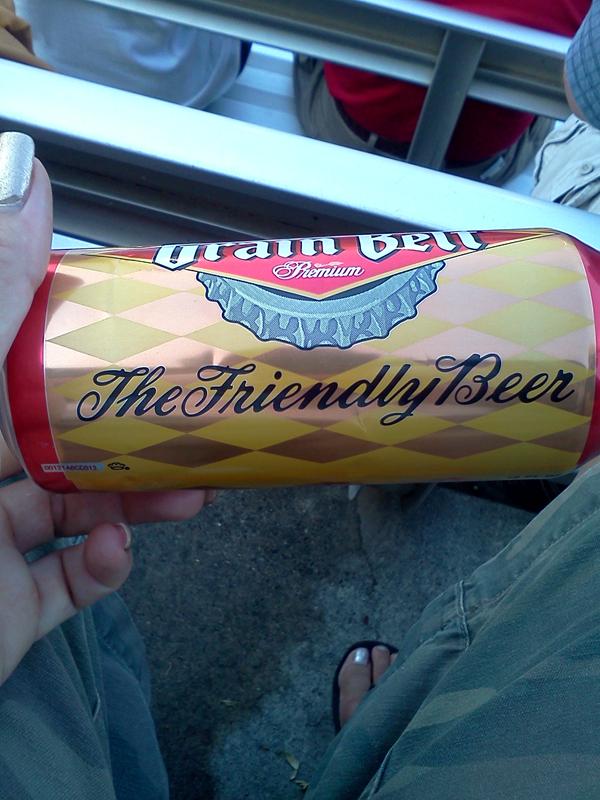 Grain Belt
Premium
The Friendly Beer